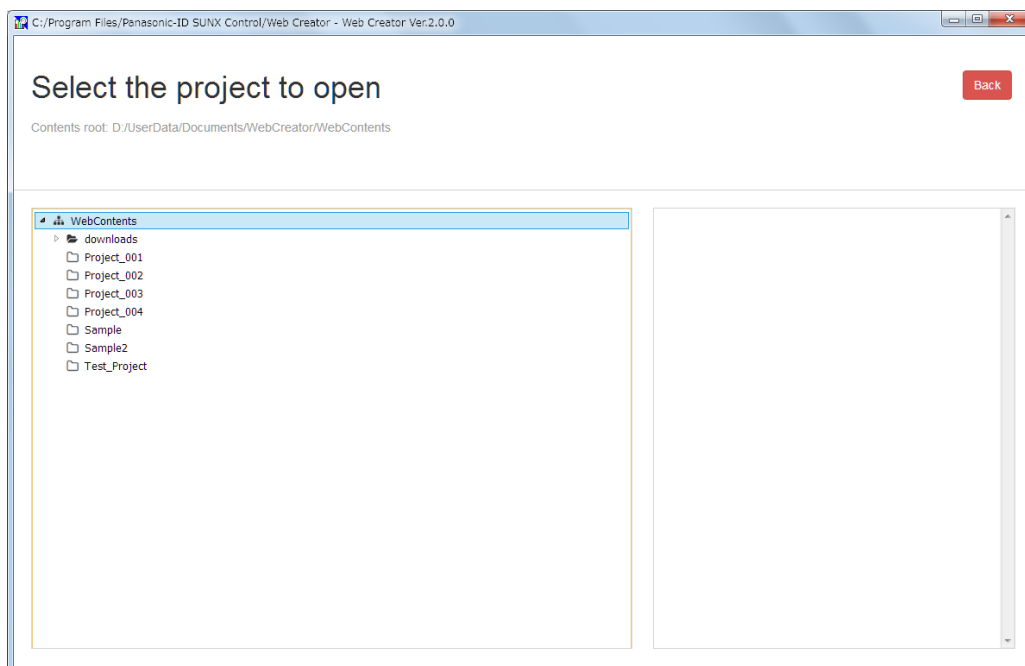 C:/Program Files/Panasonic-ID SUNX Control/Web Creator - Web Creator Ver.2.0.0
Select the project to open
Back
Contents root: D:/UserData/Documents/WebCreator/WebContents
WebContents
downloads
Project_001
Project_002
Project_003
Project_004
Sample
Sample2
Test_Project